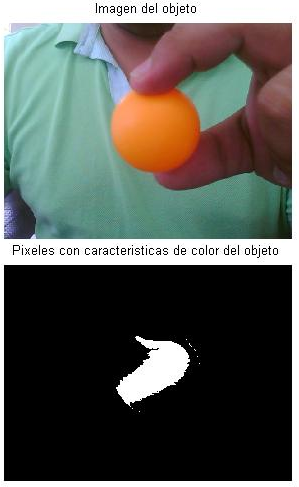 Imagen del objeto
Pixeles con caracteristicas de color del objeto